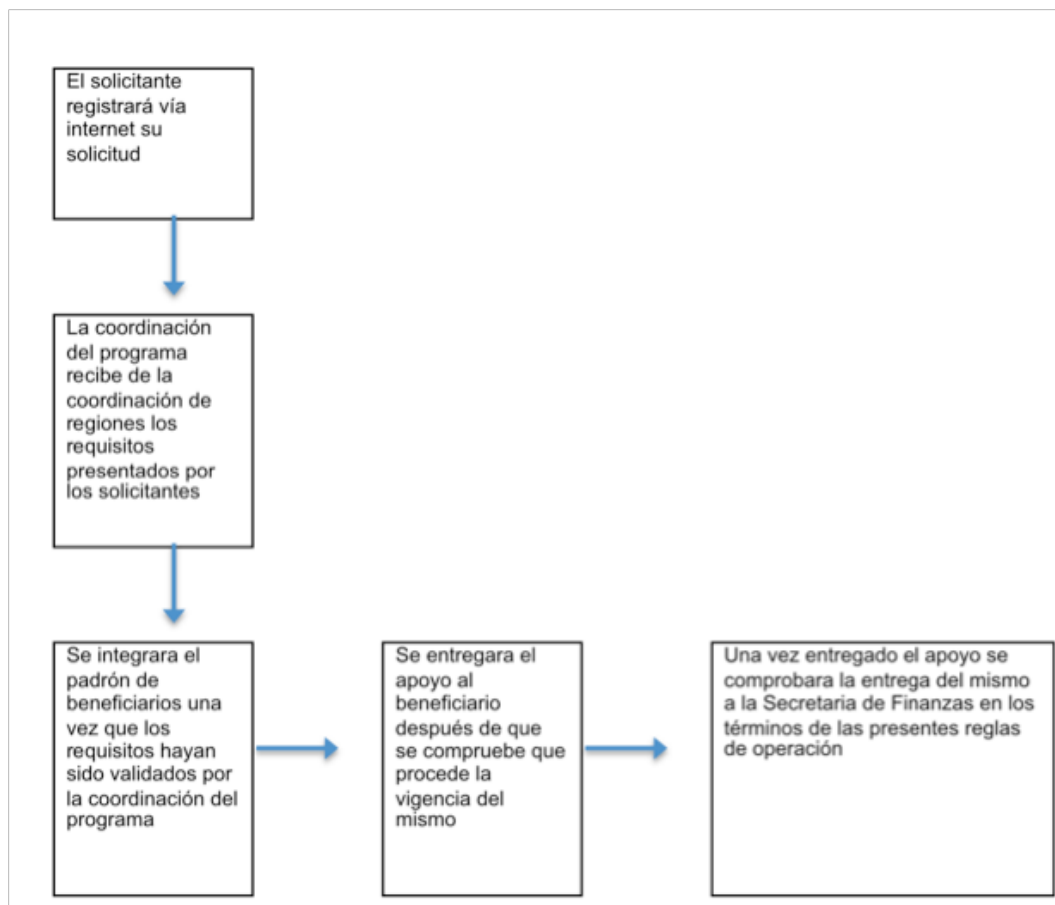 El solicitante
registrará vía
internet su
solicitud
La coordinación
del programa
recibe de la
coordinación de
regiones los
requisitos
presentados por
los solicitantes
Se integrara el
padrón de
beneficiarios una
vez que los
requisitos hayan
sido validados por
la coordinación del
programa
Se entregara el
apoyo al
beneficiario
después de que
se compruebe que
procede la
vigencia del
mismo
Una vez entregado el apoyo se
comprobara la entrega del mismo
a la Secretaria de Finanzas en los
términos de las presentes reglas
de operación